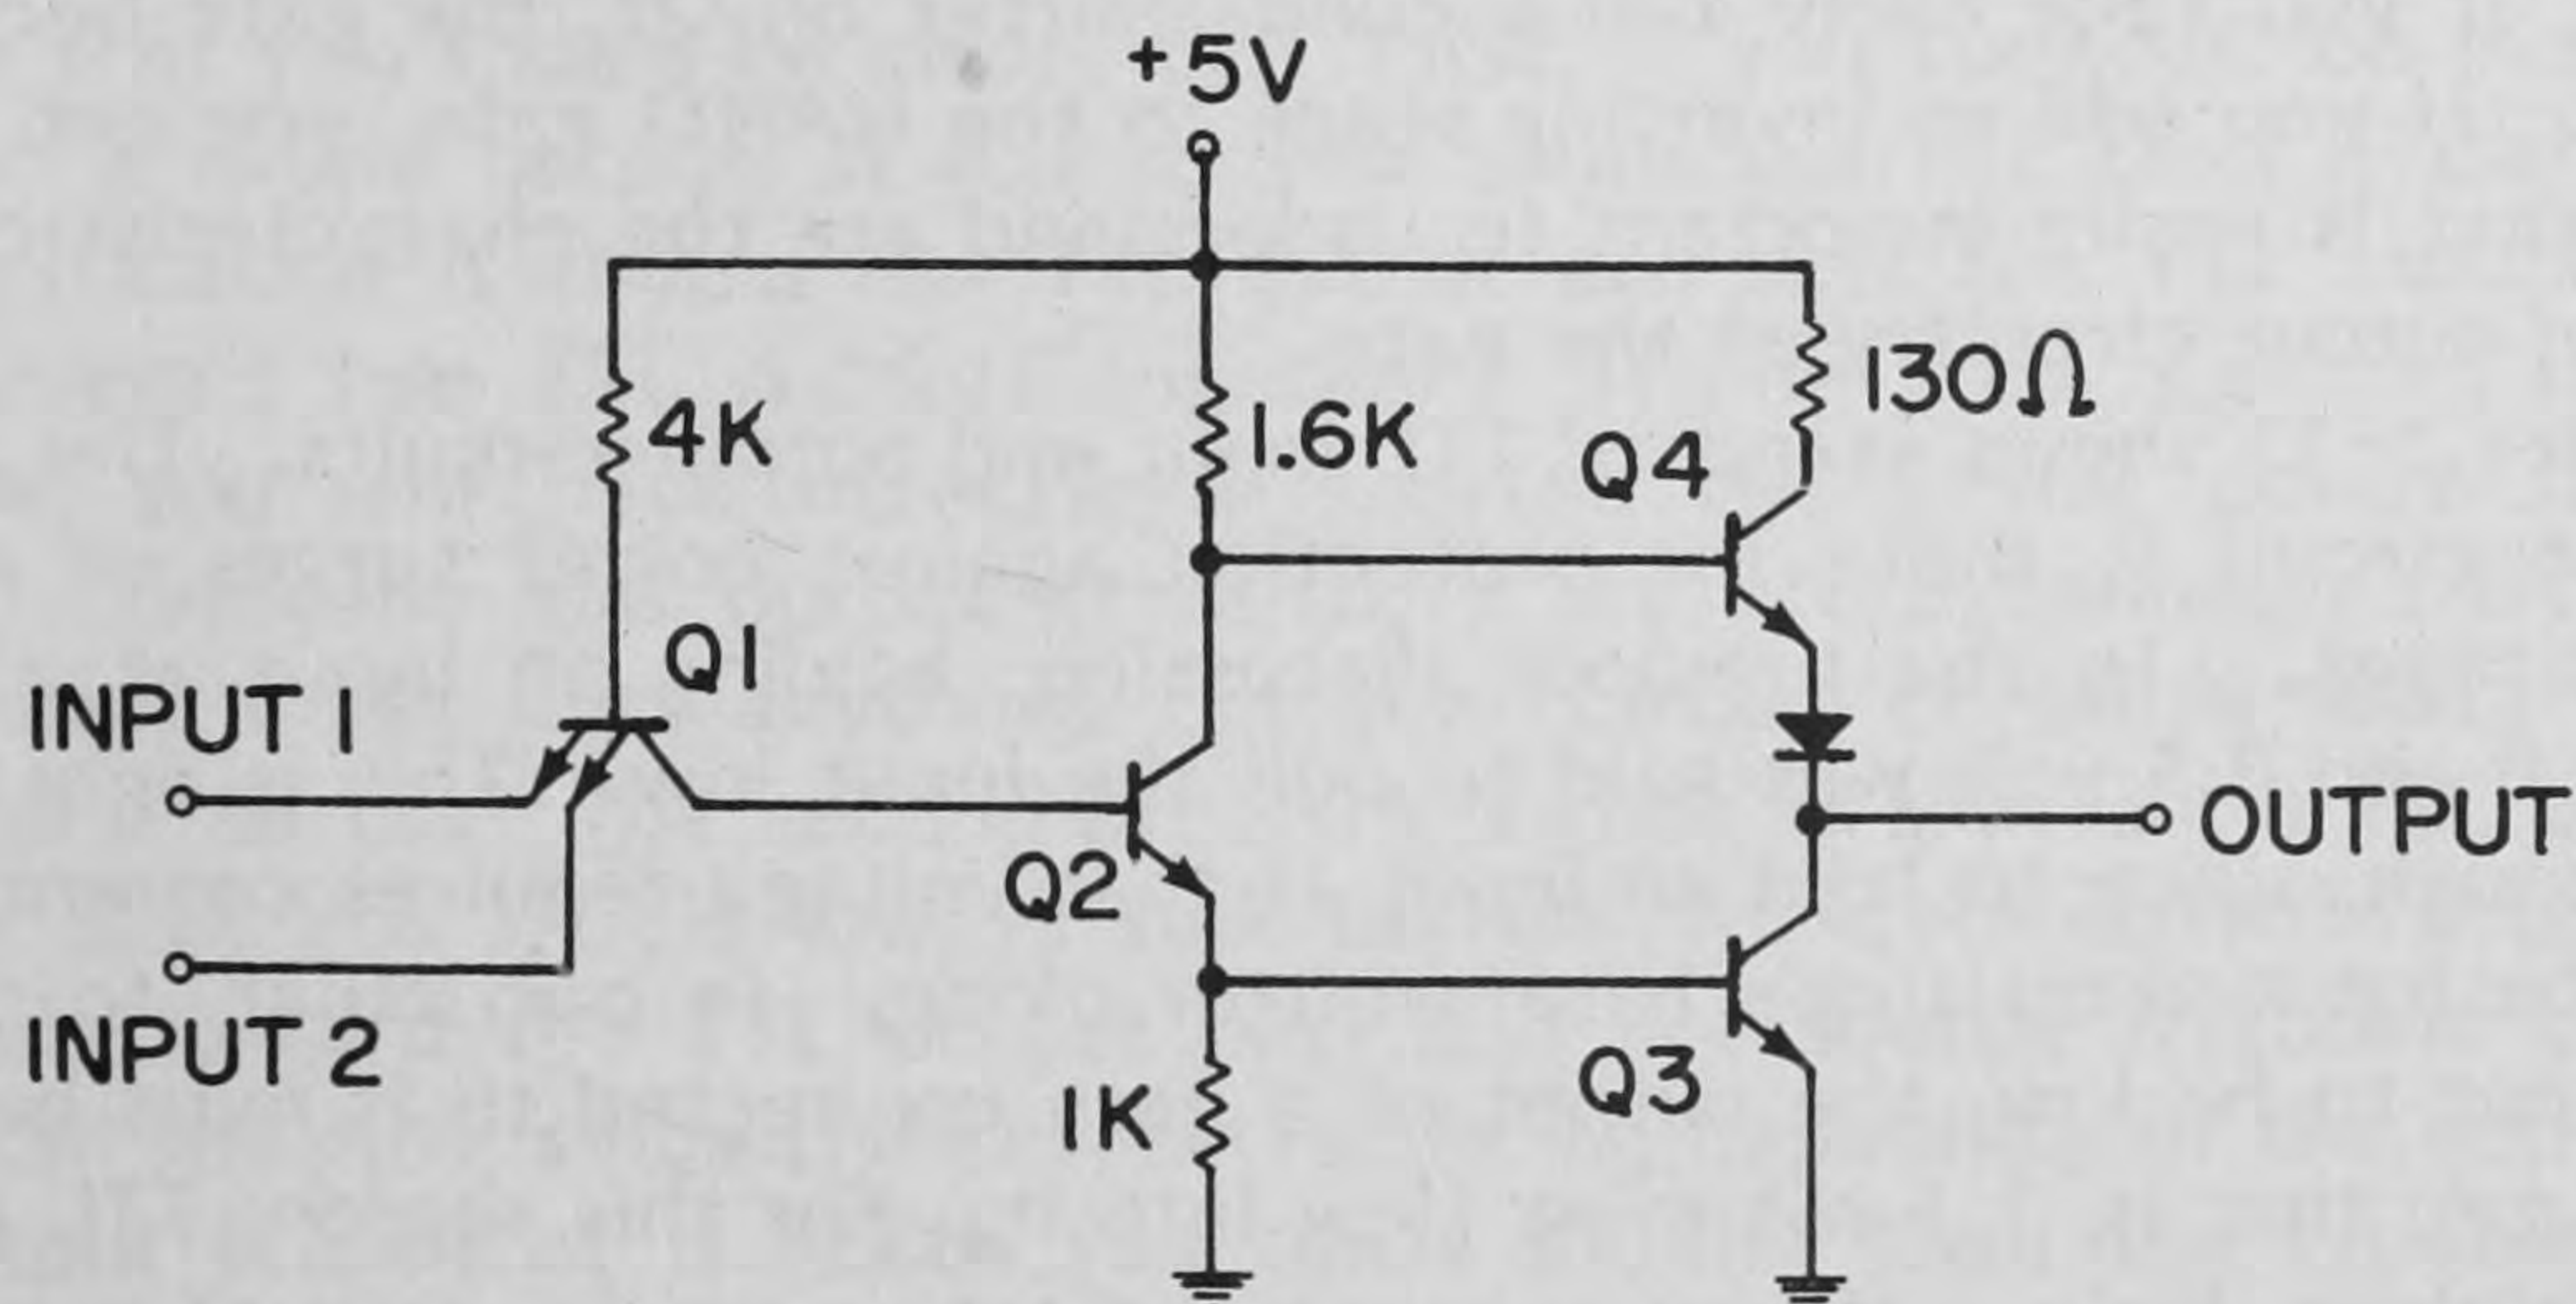 +5V
4K
1.6K
130Ω
Q4
Q1
INPUT 1
Q2
OUTPUT
INPUT 2
1K
Q3